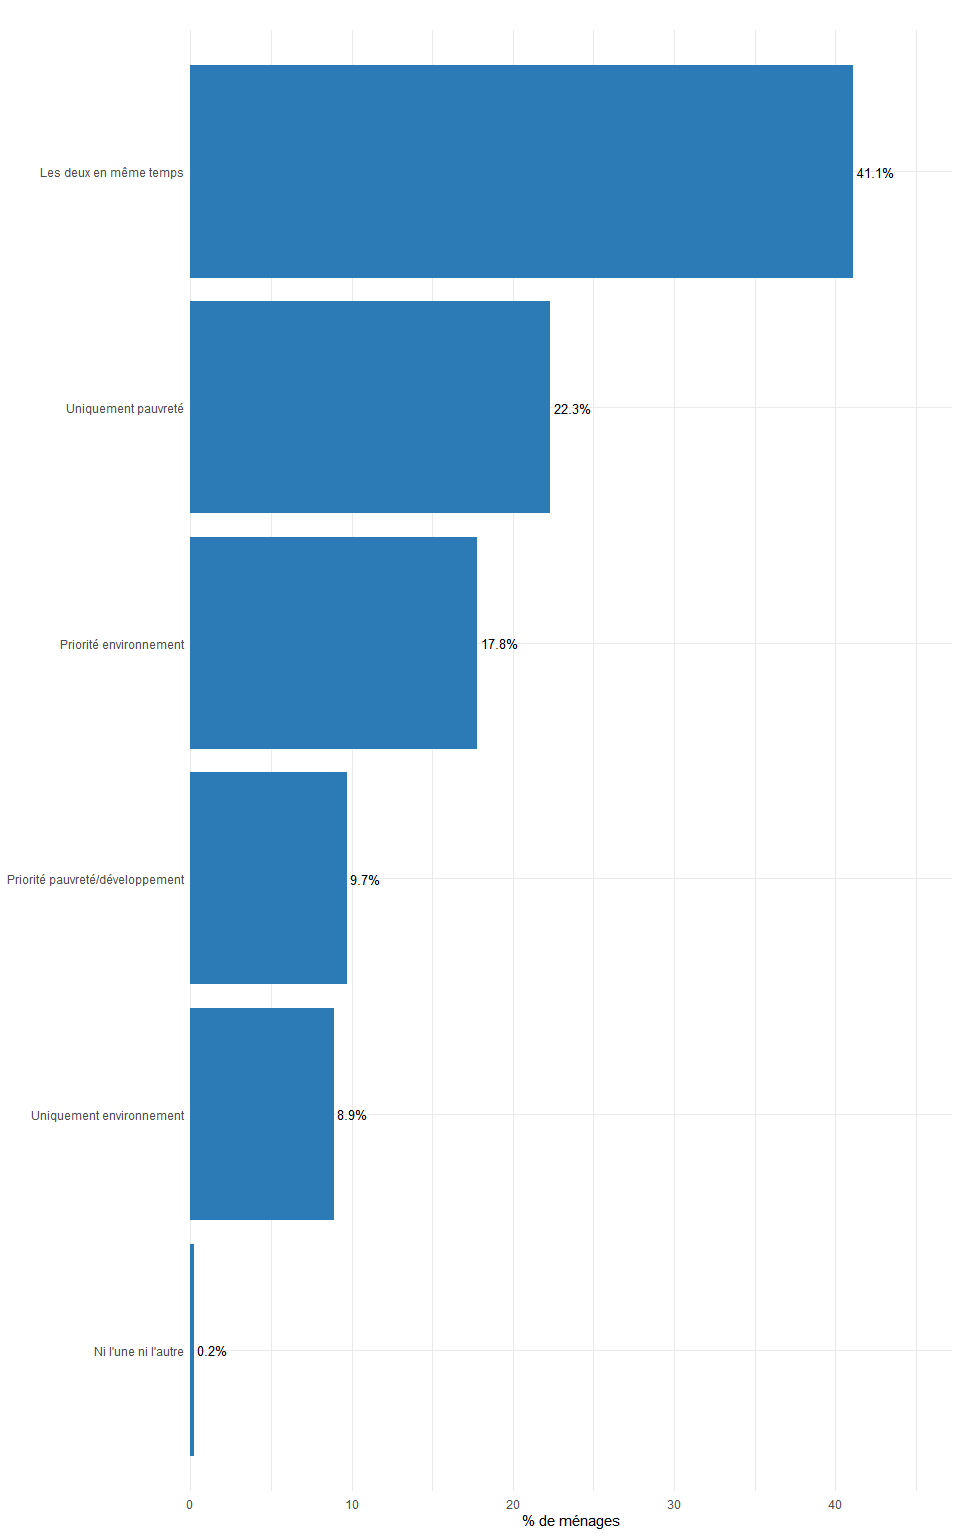 Les deux en même temps
41.1%
Uniquement pauvreté
22.3%
Priorité environnement
17.8%
Priorité pauvreté/développement
9.7%
Uniquement environnement
8.9%
Ni l'une ni l'autre
0.2%
0 10 20 30 40
% de ménages